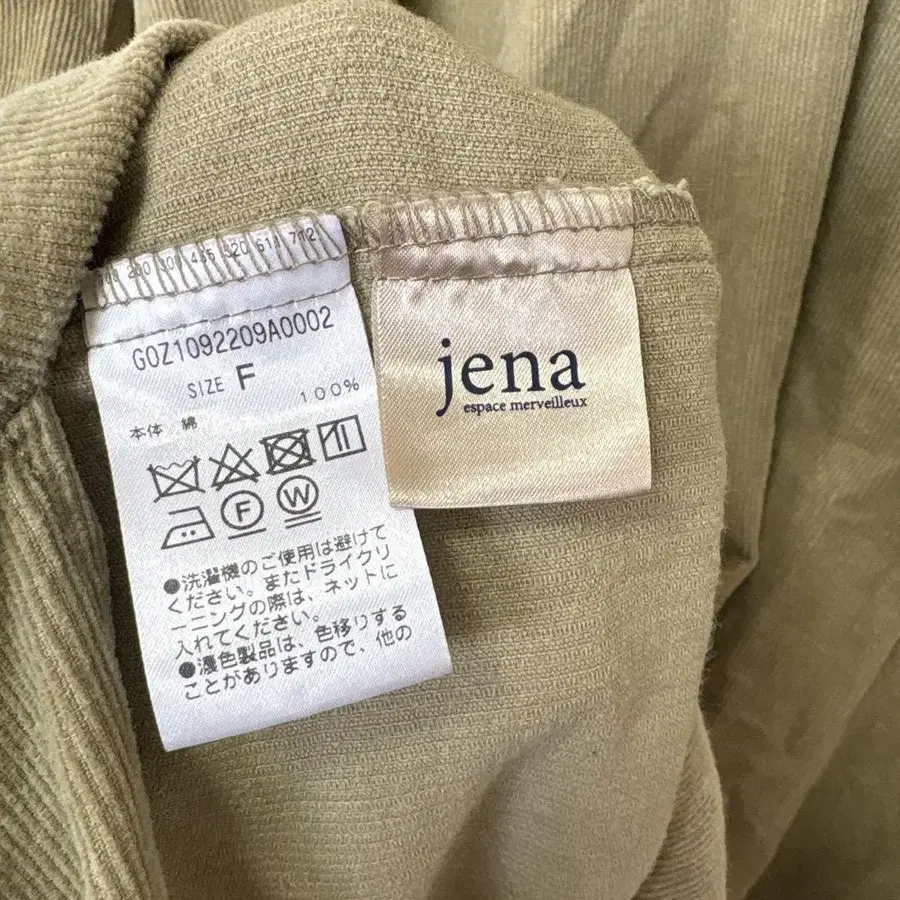 G0Z1092209A0002
SIZE F
本体 綿 100%
F W
●洗濯機のご使用は避けて
ください。またドライクリ
ーニングの際は、ネットに
入れてください。
●濃色製品は、色移りする
ことがありますので、他の
jena
espace merveilleux